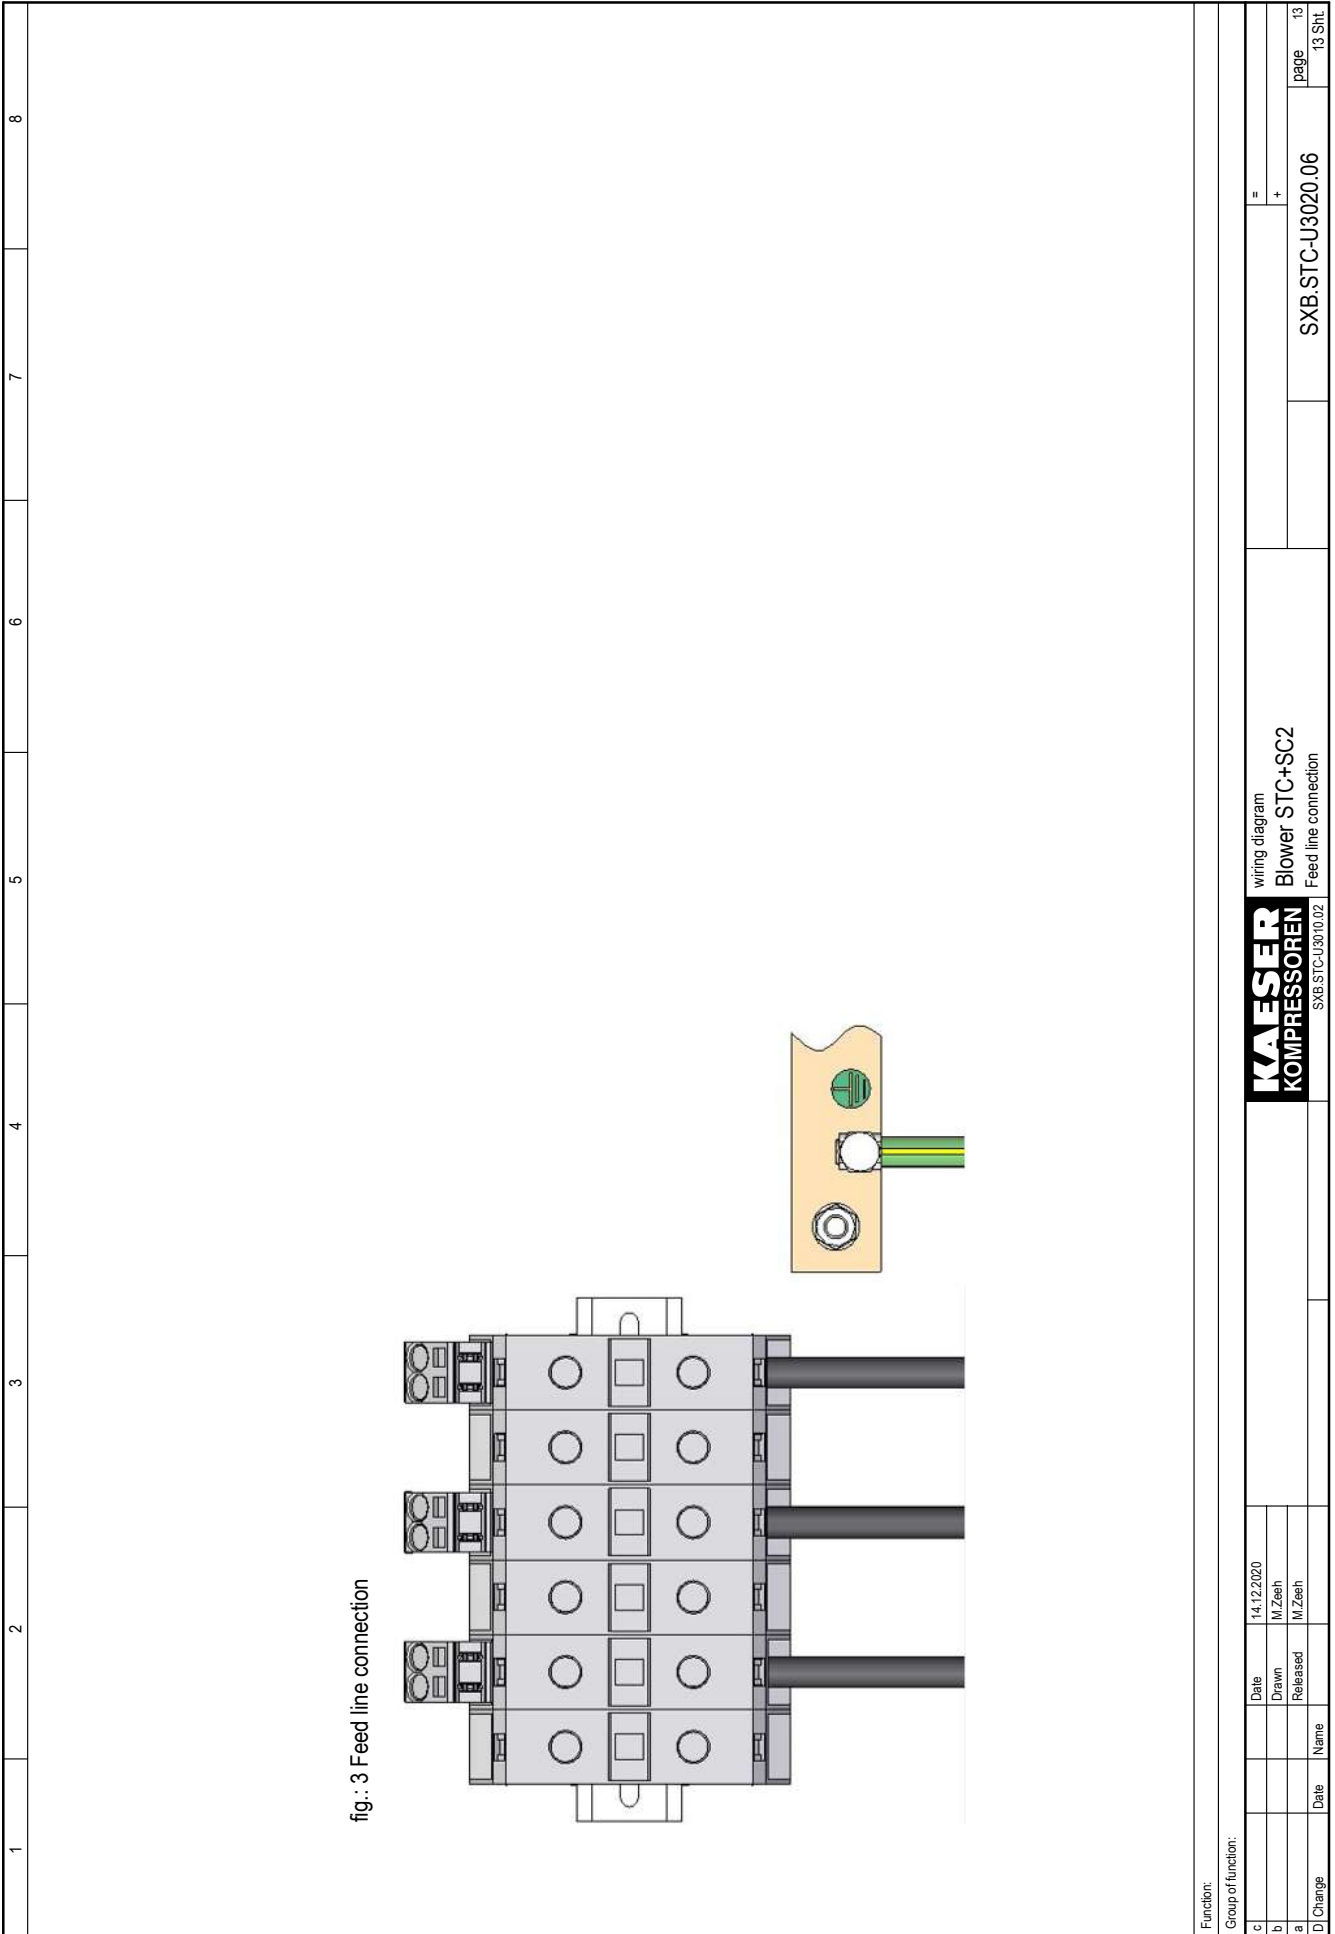 1 2 3 4 5 6 7 8
fig.: 3 Feed line connection
Function:
Group of function:
c
b
a
D Change Date Name
Date 14.12.2020
Drawn M.Zeeh
Released M.Zeeh
KAESER
KOMPRESSOREN
SXB.STC-U3010.02
wiring diagram
Blower STC+SC2
Feed line connection
=
+
SXB.STC-U3020.06
page 13
13 Sht.